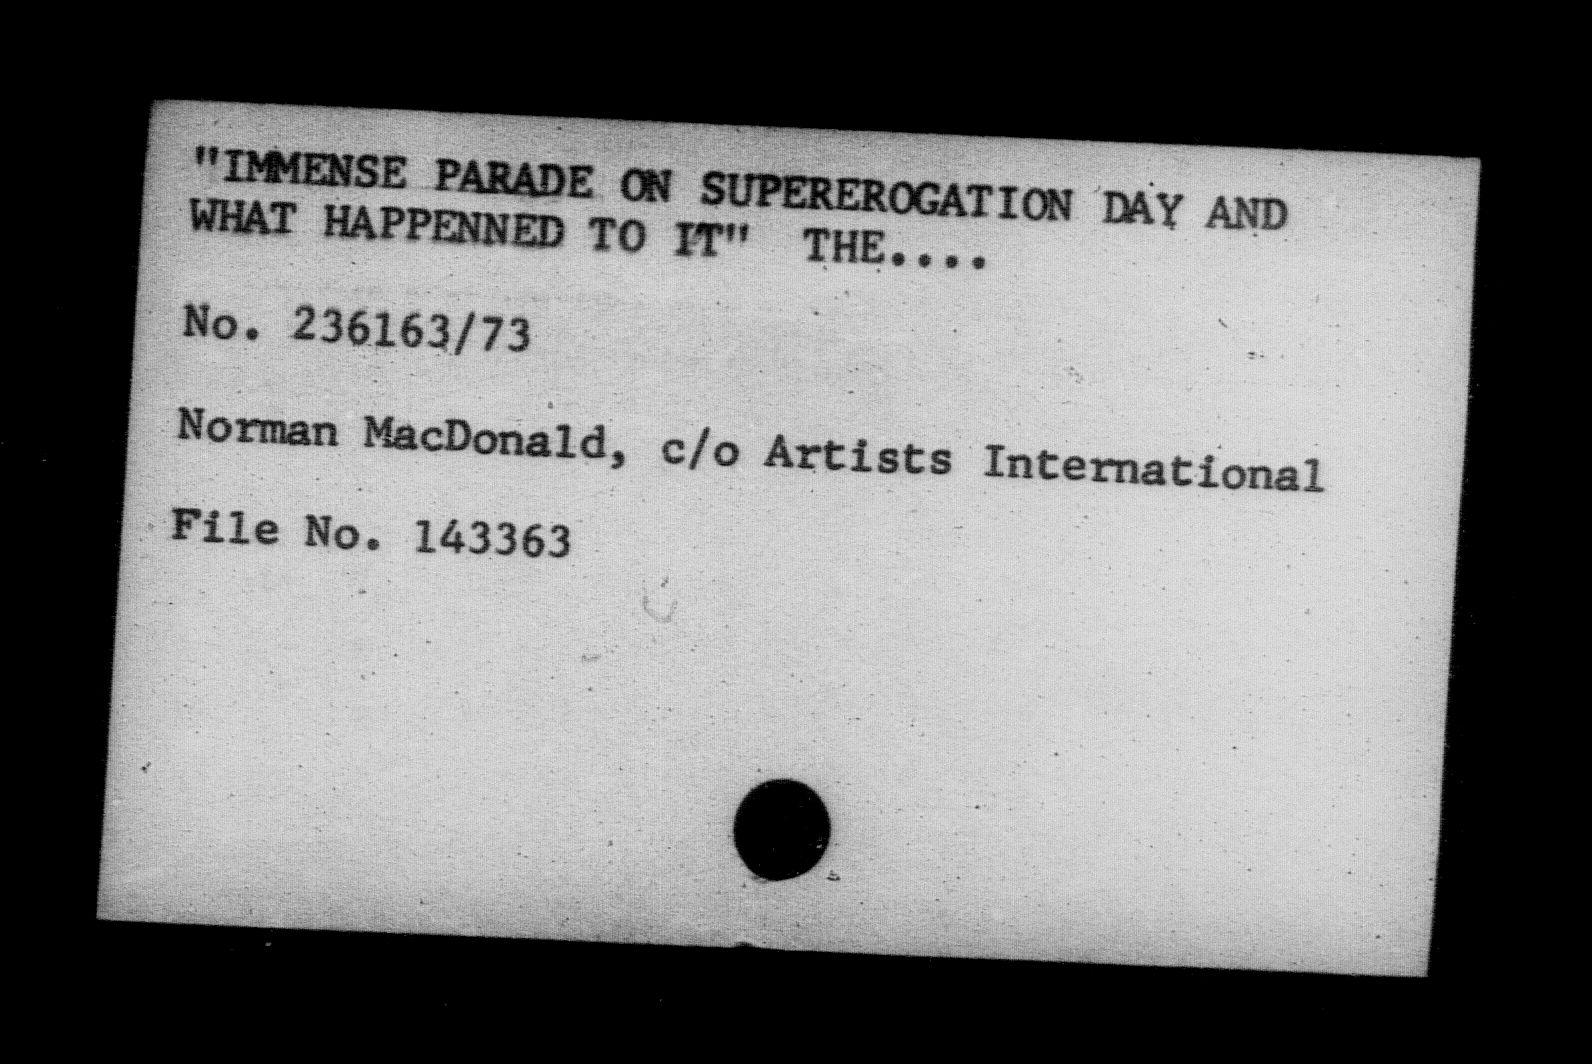 "IMMENSE PARADE ON SUPEREROGATION DAY AND
WHAT HAPPENNED TO IT" THE....
No. 236163/73
Norman MacDonald, c/o Artists International
File No. 143363